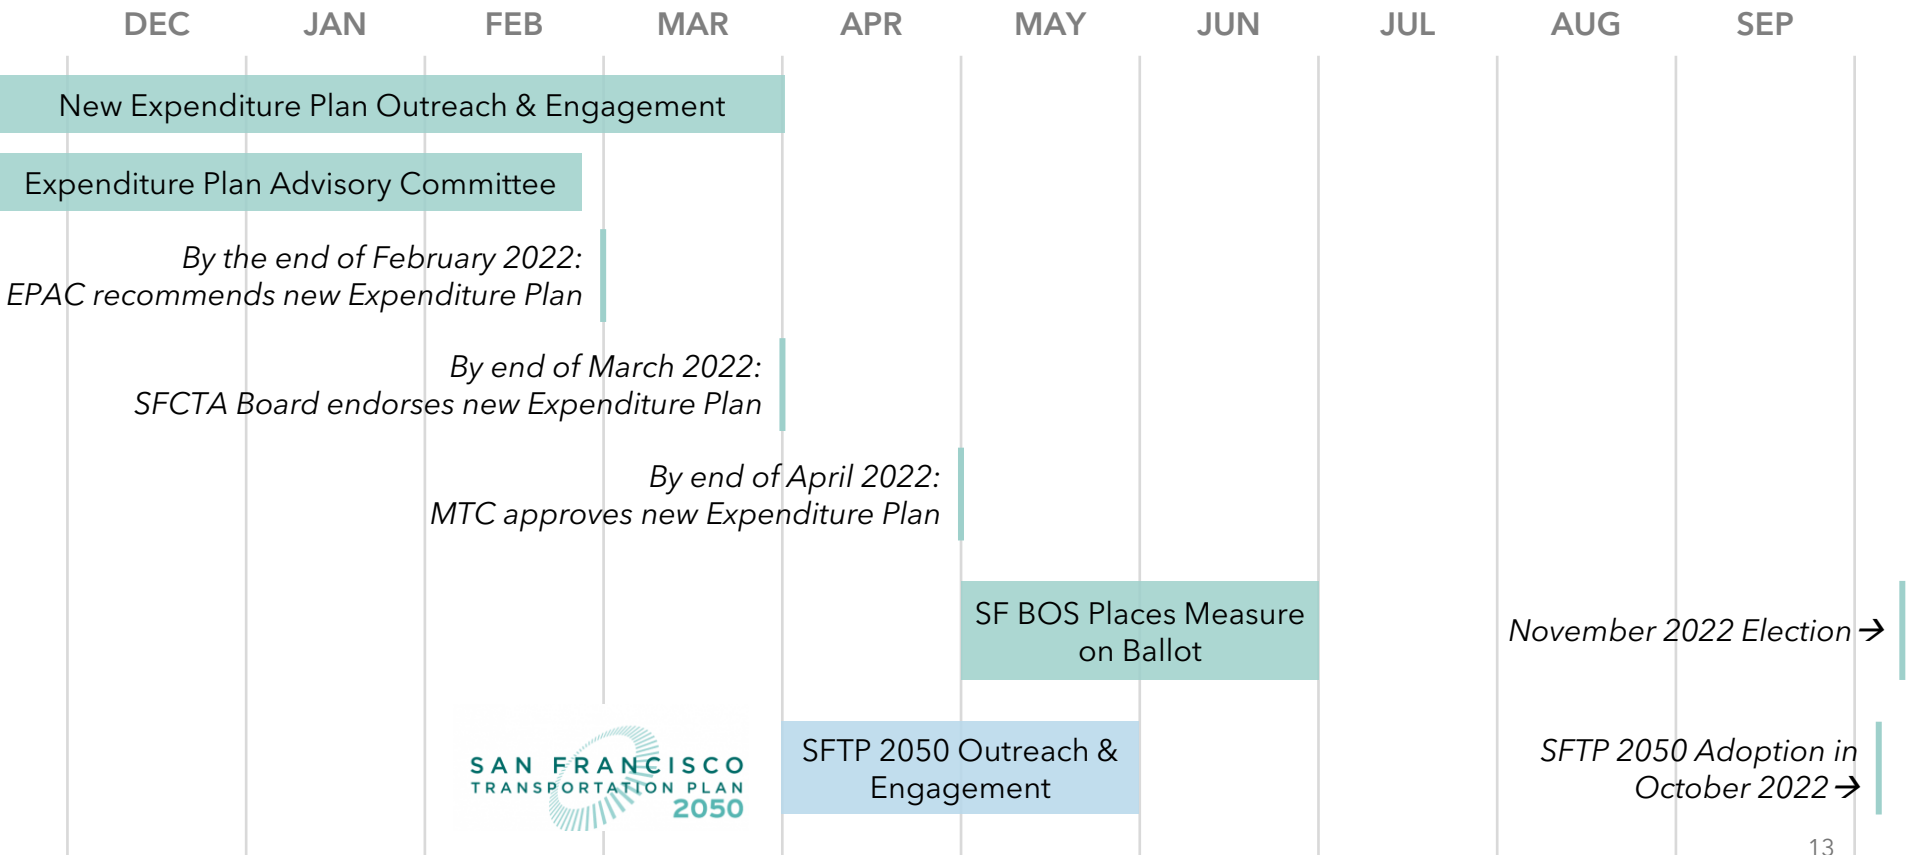 DEC JAN FEB MAR APR MAY JUN JUL AUG SEP
New Expenditure Plan Outreach & Engagement
Expenditure Plan Advisory Committee
By the end of February 2022:
EPAC recommends new Expenditure Plan
By end of March 2022:
SFCTA Board endorses new Expenditure Plan
By end of April 2022:
MTC approves new Expenditure Plan
SF BOS Places Measure
on Ballot
November 2022 Election→
SAN FRANCISCO
TRANSPORTATION PLAN
2050
SFTP 2050 Outreach &
Engagement
SFTP 2050 Adoption in
October 2022→
13